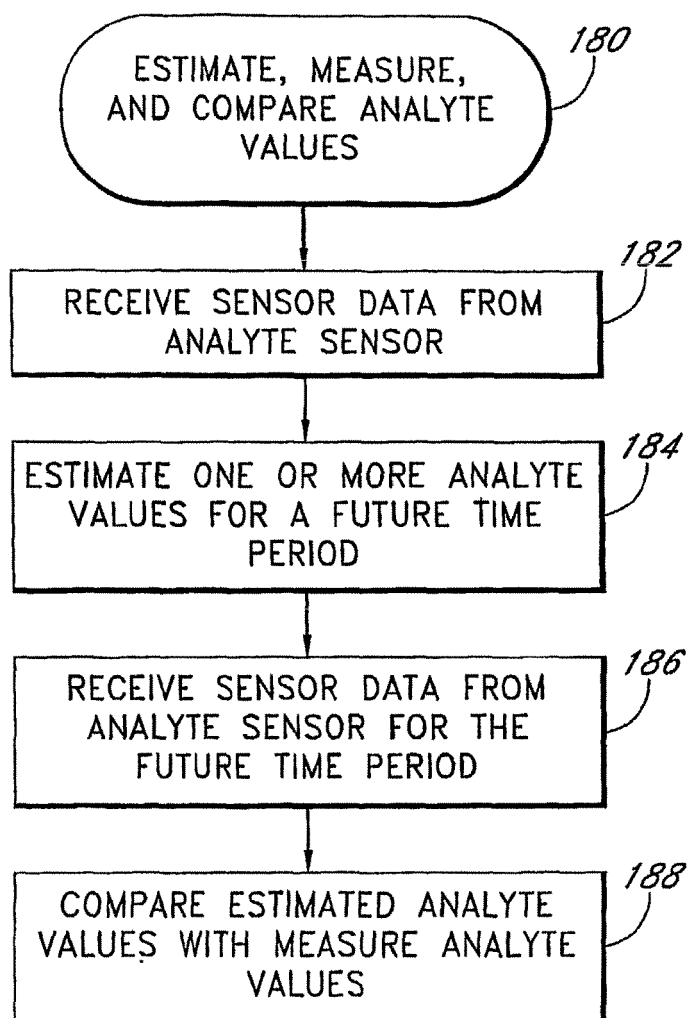 180
ESTIMATE, MEASURE,
AND COMPARE ANALYTE
VALUES
182
RECEIVE SENSOR DATA FROM
ANALYTE SENSOR
184
ESTIMATE ONE OR MORE ANALYTE
VALUES FOR A FUTURE TIME
PERIOD
186
RECEIVE SENSOR DATA FROM
ANALYTE SENSOR FOR THE
FUTURE TIME PERIOD
188
COMPARE ESTIMATED ANALYTE
VALUES WITH MEASURE ANALYTE
VALUES